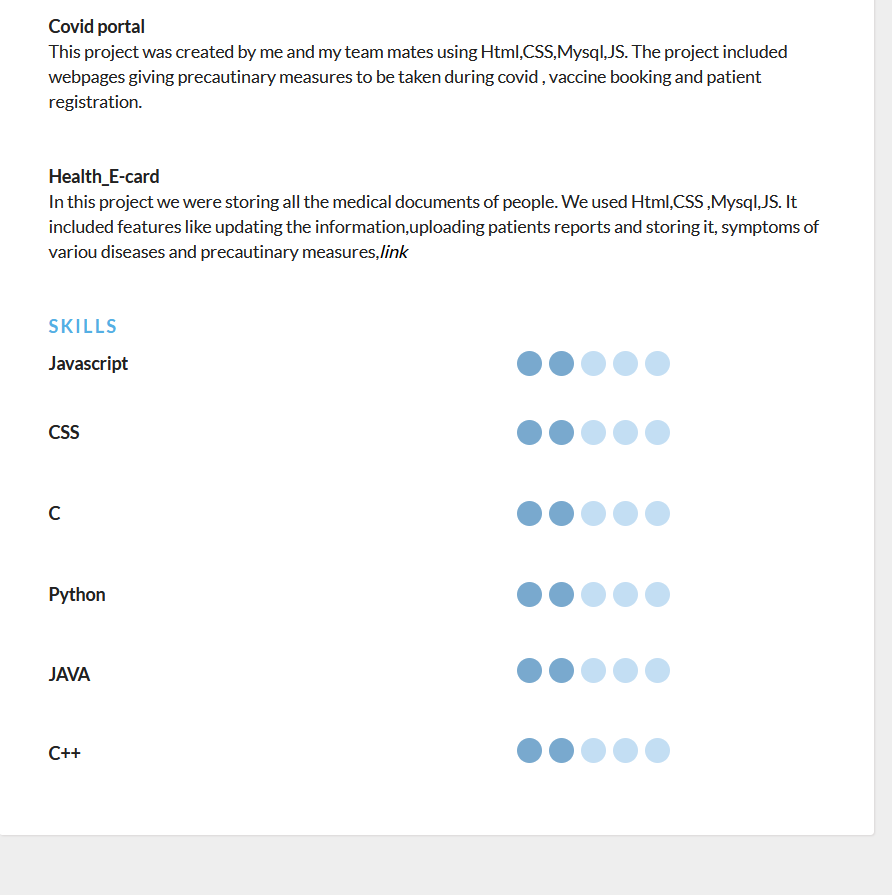 Covid portal
This project was created by me and my team mates using Html,CSS,Mysql,JS. The project included
webpages giving precautinary measures to be taken during covid , vaccine booking and patient
registration.
Health_E-card
In this project we were storing all the medical documents of people. We used Html,CSS ,Mysql,JS. It
included features like updating the information,uploading patients reports and storing it, symptoms of
variou diseases and precautinary measures,link
SKILLS
Javascript
CSS
C
Python
JAVA
C++